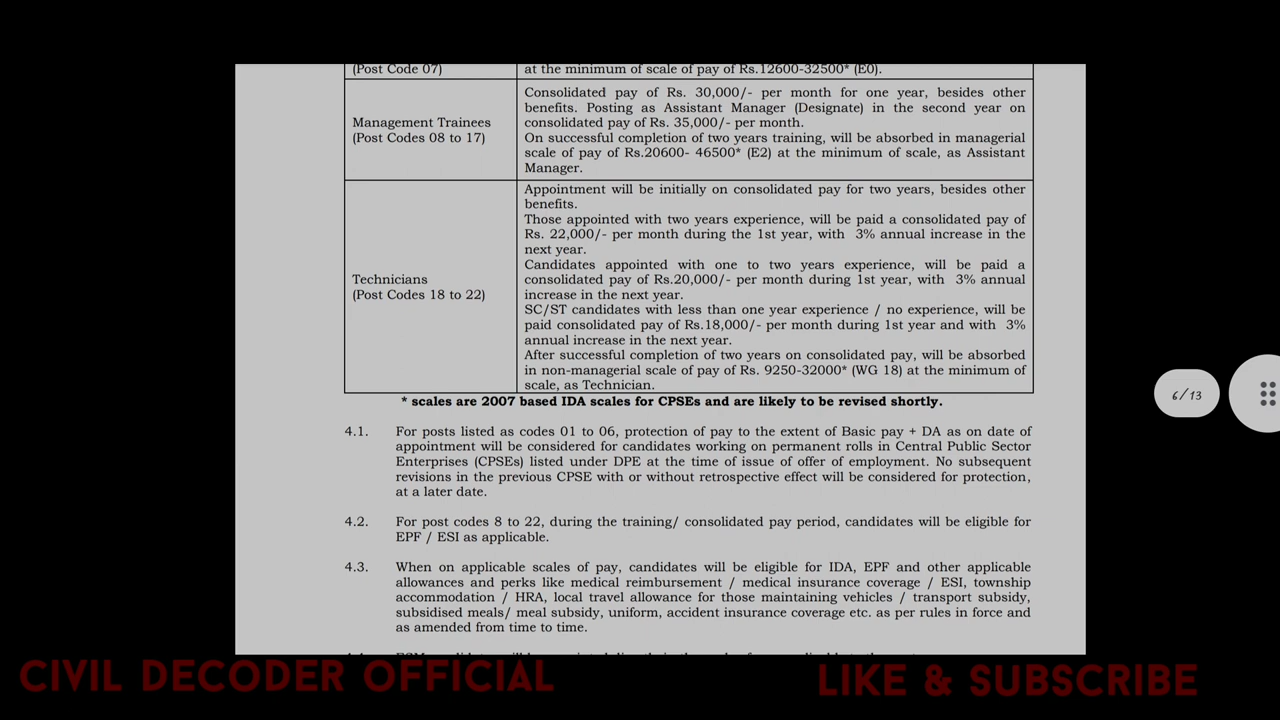 (Post Code 07)
at the minimum of scale of pay of Rs.12600-32500* (E0).
Management Trainees
(Post Codes 08 to 17)
Consolidated pay of Rs. 30,000/- per month for one year, besides other
benefits. Posting as Assistant Manager (Designate) in the second year on
consolidated pay of Rs. 35,000/- per month.
On successful completion of two years training, will be absorbed in managerial
scale of pay of Rs.20600- 46500* (E2) at the minimum of scale, as Assistant
Manager.
Technicians
(Post Codes 18 to 22)
Appointment will be initially on consolidated pay for two years, besides other
benefits.
Those appointed with two years experience, will be paid a consolidated pay of
Rs. 22,000/- per month during the 1st year, with 3% annual increase in the
next year.
Candidates appointed with one to two years experience, will be paid a
consolidated pay of Rs.20,000/- per month during 1st year, with 3% annual
increase in the next year.
SC/ST candidates with less than one year experience / no experience, will be
paid consolidated pay of Rs.18,000/- per month during 1st year and with 3%
annual increase in the next year.
After successful completion of two years on consolidated pay, will be absorbed
in non-managerial scale of pay of Rs. 9250-32000* (WG 18) at the minimum of
scale, as Technician.
* scales are 2007 based IDA scales for CPSEs and are likely to be revised shortly.
4.1. For posts listed as codes 01 to 06, protection of pay to the extent of Basic pay + DA as on date of
appointment will be considered for candidates working on permanent rolls in Central Public Sector
Enterprises (CPSEs) listed under DPE at the time of issue of offer of employment. No subsequent
revisions in the previous CPSE with or without retrospective effect will be considered for protection,
at a later date.
4.2. For post codes 8 to 22, during the training/ consolidated pay period, candidates will be eligible for
EPF / ESI as applicable.
4.3. When on applicable scales of pay, candidates will be eligible for IDA, EPF and other applicable
allowances and perks like medical reimbursement / medical insurance coverage / ESI, township
accommodation / HRA, local travel allowance for those maintaining vehicles / transport subsidy,
subsidised meals/ meal subsidy, uniform, accident insurance coverage etc. as per rules in force and
as amended from time to time.
6/13
CIVIL DECODER OFFICIAL
LIKE & SUBSCRIBE